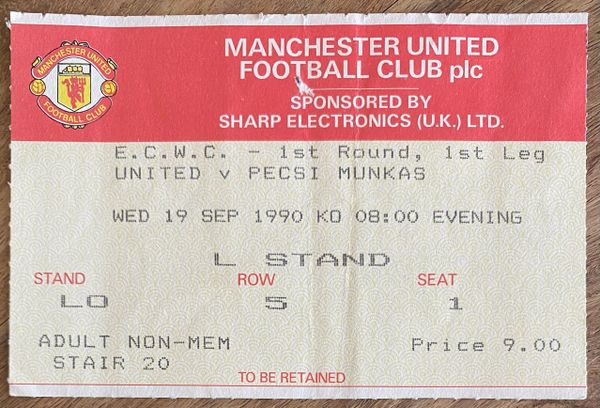 MANCHESTER UNITED
FOOTBALL CLUB plc
SPONSORED BY
SHARP ELECTRONICS (U.K.) LTD.
MANCHESTER UNITED
FOOTBALL CLUB
E.C.W.C. - 1st Round, 1st Leg
UNITED v PECSI MUNKAS
WED 19 SEP 1990 KO 08:00 EVENING
L STAND
STAND ROW SEAT
LO 5 1
ADULT NON-MEM Price 9.00
STAIR 20
TO BE RETAINED